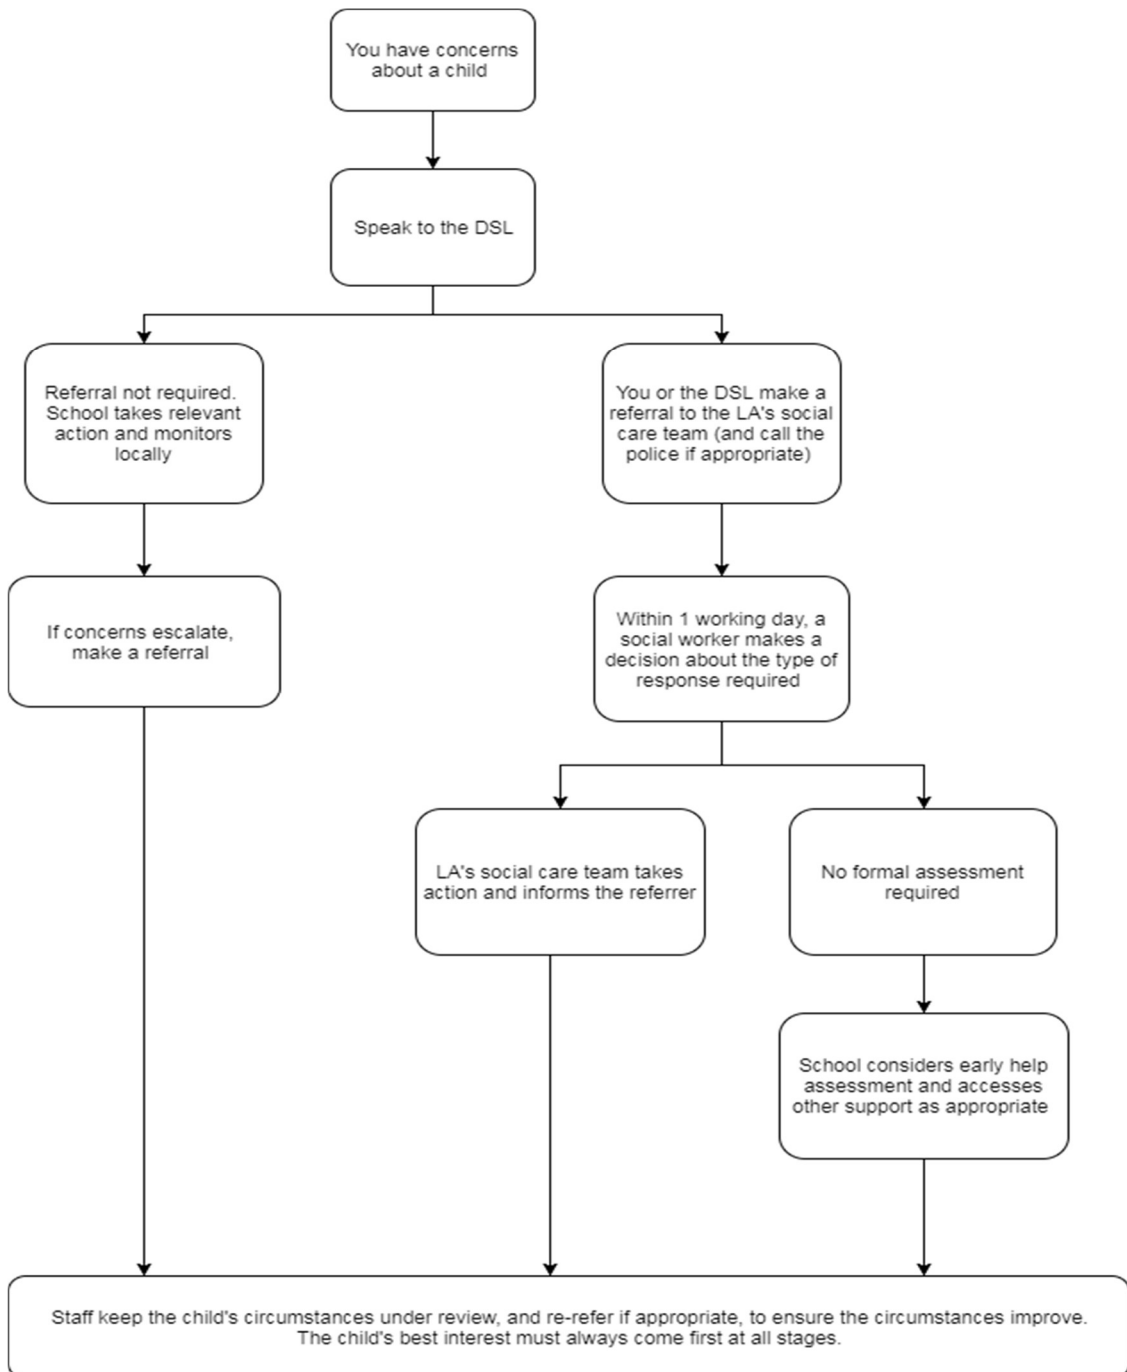 You have concerns
about a child
Speak to the DSL
Referral not required.
School takes relevant
action and monitors
locally
You or the DSL make a
referral to the LA's social
care team (and call the
police if appropriate)
If concerns escalate,
make a referral
Within 1 working day, a
social worker makes a
decision about the type of
response required
LA's social care team takes
action and informs the referrer
No formal assessment
required
School considers early help
assessment and accesses
other support as appropriate
Staff keep the child's circumstances under review, and re-refer if appropriate, to ensure the circumstances improve.
The child's best interest must always come first at all stages.